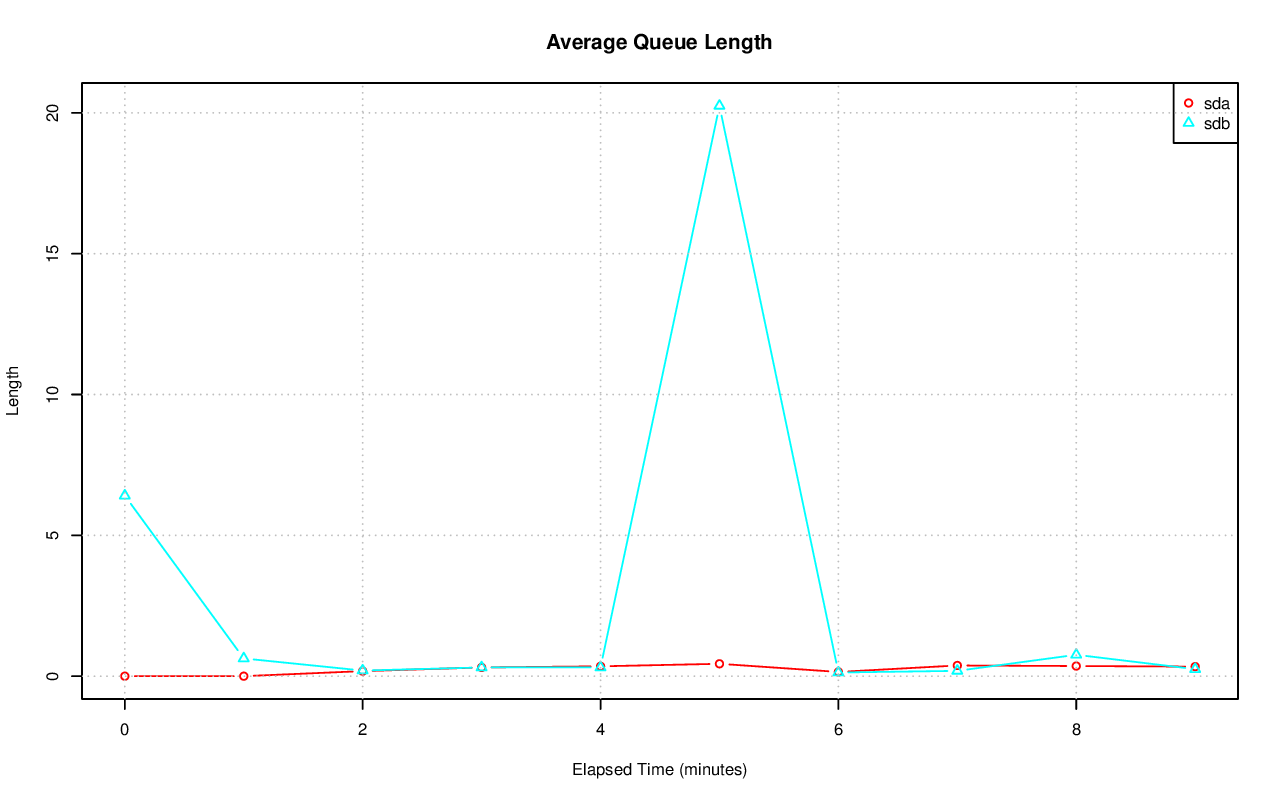 Average Queue Length
sda
sdb
Length
20
15
10
5
0
0 2 4 6 8
Elapsed Time (minutes)